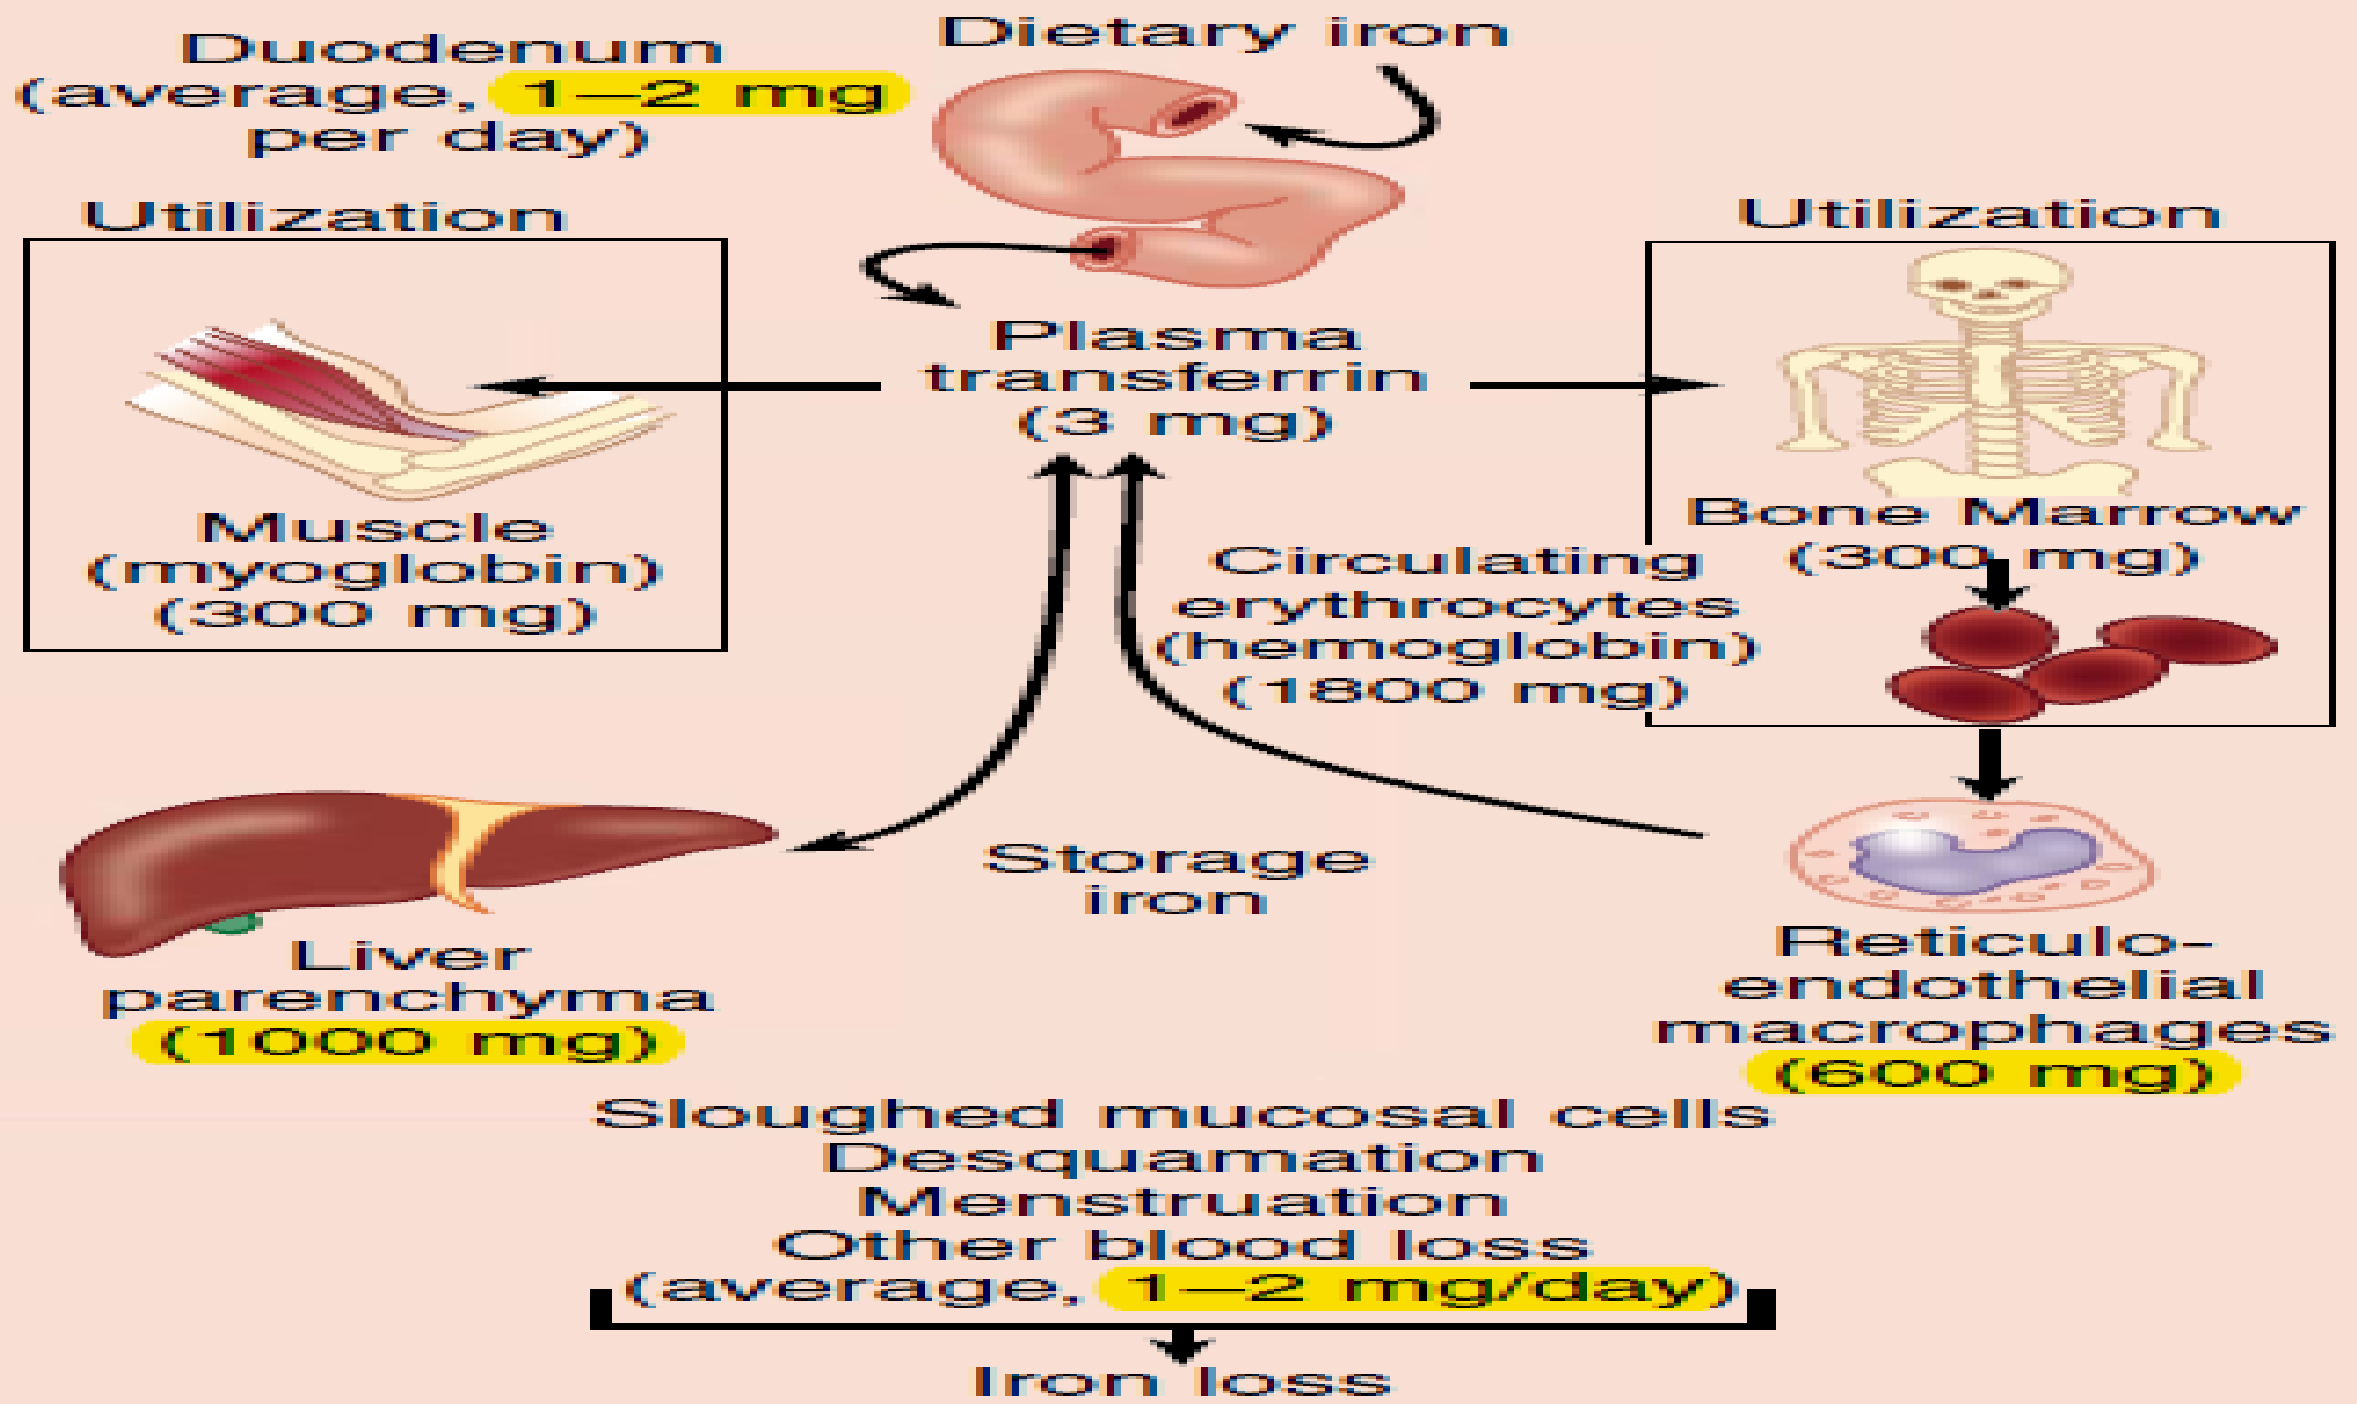 Dietary iron
Duodenum
(average, 1–2 mg
per day)
Utilization
Utilization
Plasma
transferrin
(3 mg)
Muscle
(myoglobin)
(300 mg)
Bone Marrow
(300 mg)
Circulating
erythrocytes
(hemoglobin)
(1800 mg)
Storage
iron
Liver
parenchyma
(1000 mg)
Reticulo-
endothelial
macrophages
(600 mg)
Sloughed mucosal cells
Desquamation
Menstruation
Other blood loss
(average, 1–2 mg/day)
Iron loss